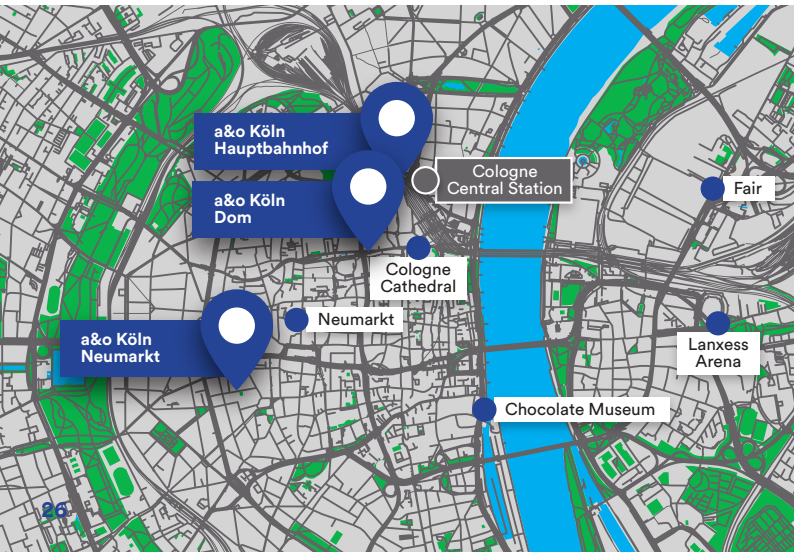 a&o Köln
Hauptbahnhof
Cologne
Central Station
a&o Köln
Dom
Fair
Cologne
Cathedral
Neumarkt
a&o Köln
Neumarkt
Lanxess
Arena
Chocolate Museum
26